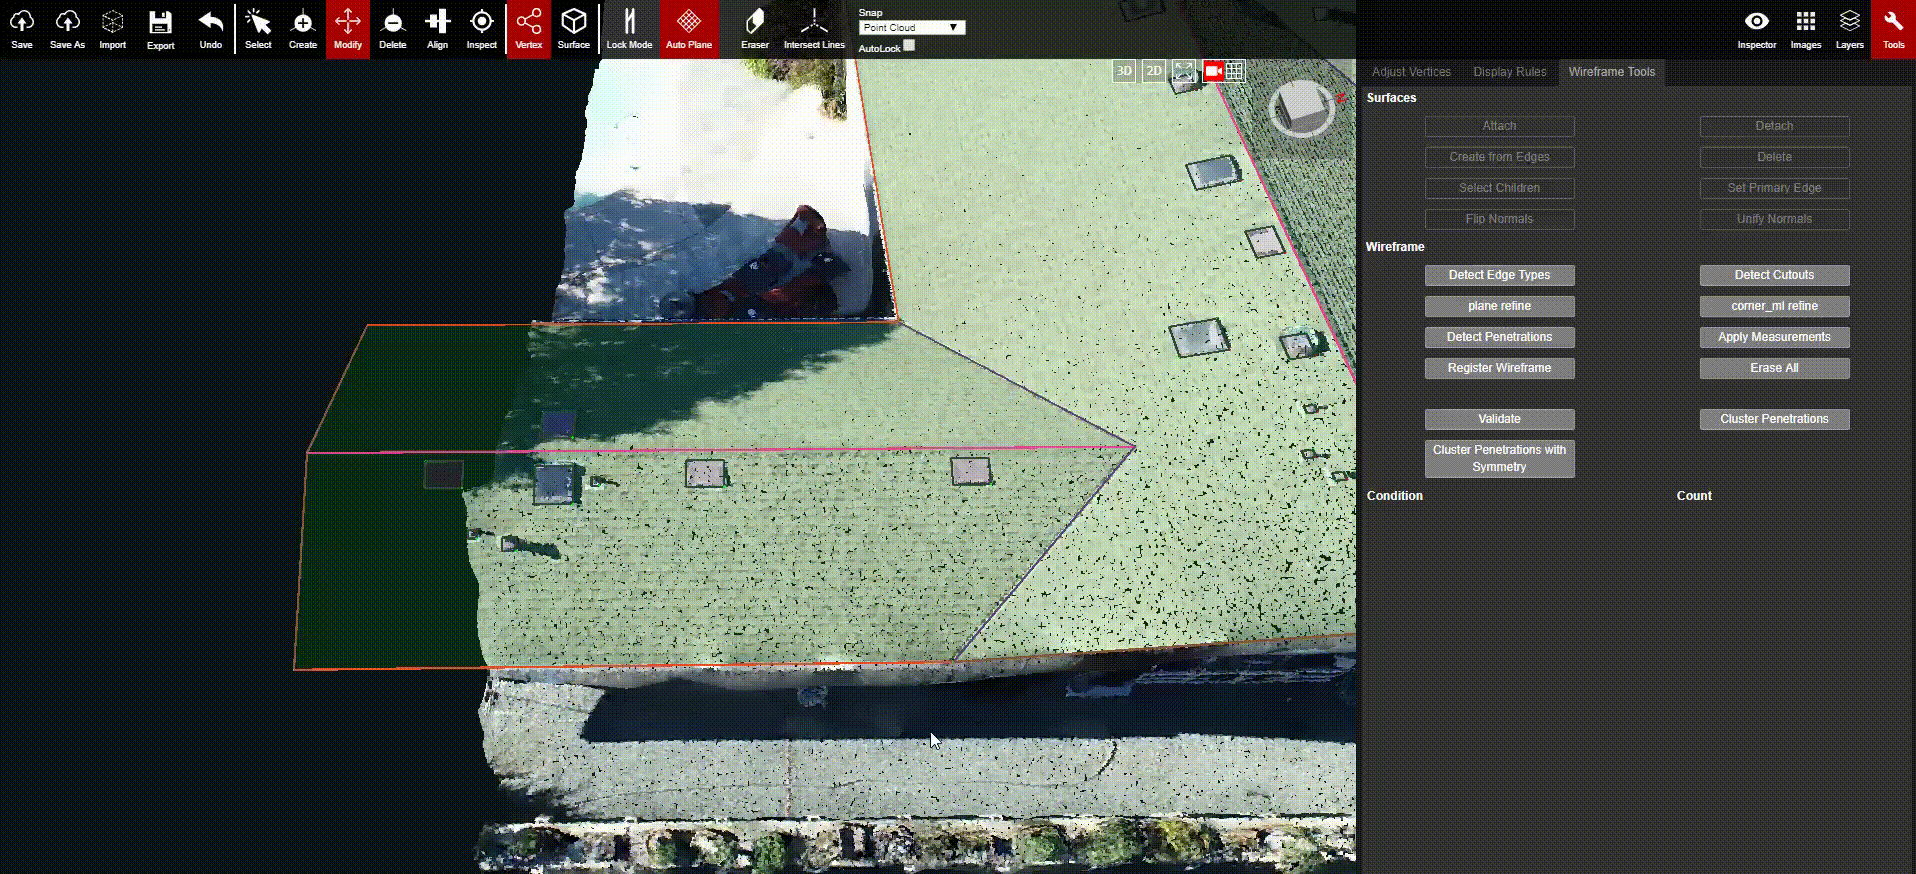 Save
Save As
Import
Export
Undo
Select
Create
Modify
Delete
Align
Inspect
Vertex
Surface
Lock Mode
Auto Plane
Eraser
Intersect Lines
Snap
Point Cloud
AutoLock
Inspector
Images
Layers
Tools
3D
2D
Z
Adjust Vertices
Display Rules
Wireframe Tools
Surfaces
Attach
Detach
Create from Edges
Delete
Select Children
Set Primary Edge
Flip Normals
Unify Normals
Wireframe
Detect Edge Types
Detect Cutouts
plane refine
corner_ml refine
Detect Penetrations
Apply Measurements
Register Wireframe
Erase All
Validate
Cluster Penetrations
Cluster Penetrations with
Symmetry
Condition
Count